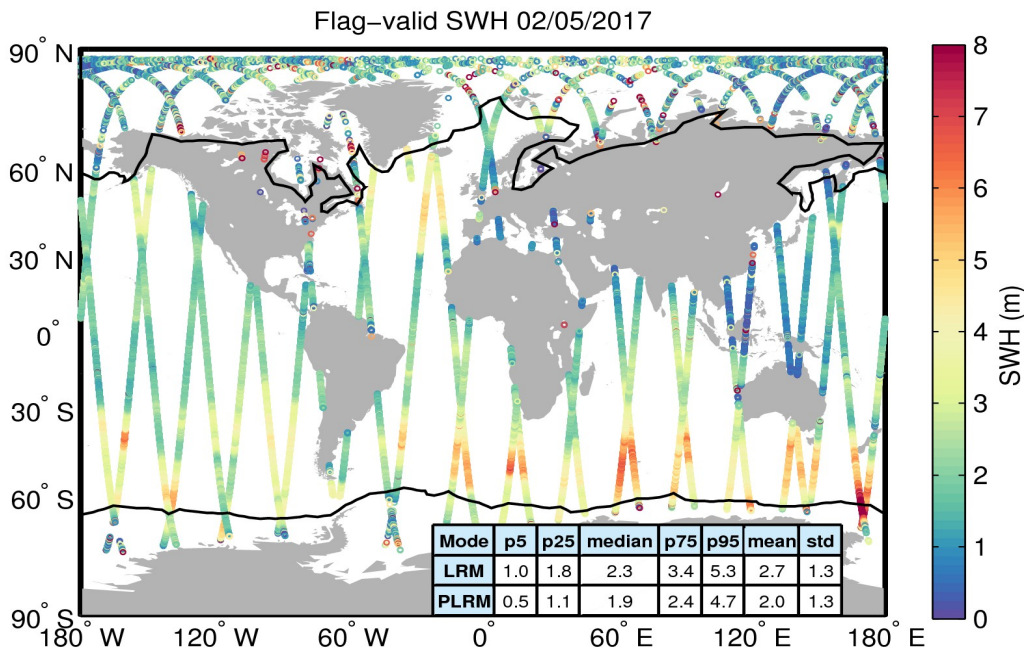 Flag−valid SWH 02/05/2017
90° N
60° N
30° N
0°
30° S
60° S
90° S
180° W
120° W
60° W
0°
60° E
120° E
180° E
8
7
6
5
4
3
2
1
0
SWH (m)
Mode p5 p25 median p75 p95 mean std
LRM 1.0 1.8 2.3 3.4 5.3 2.7 1.3
PLRM 0.5 1.1 1.9 2.4 4.7 2.0 1.3